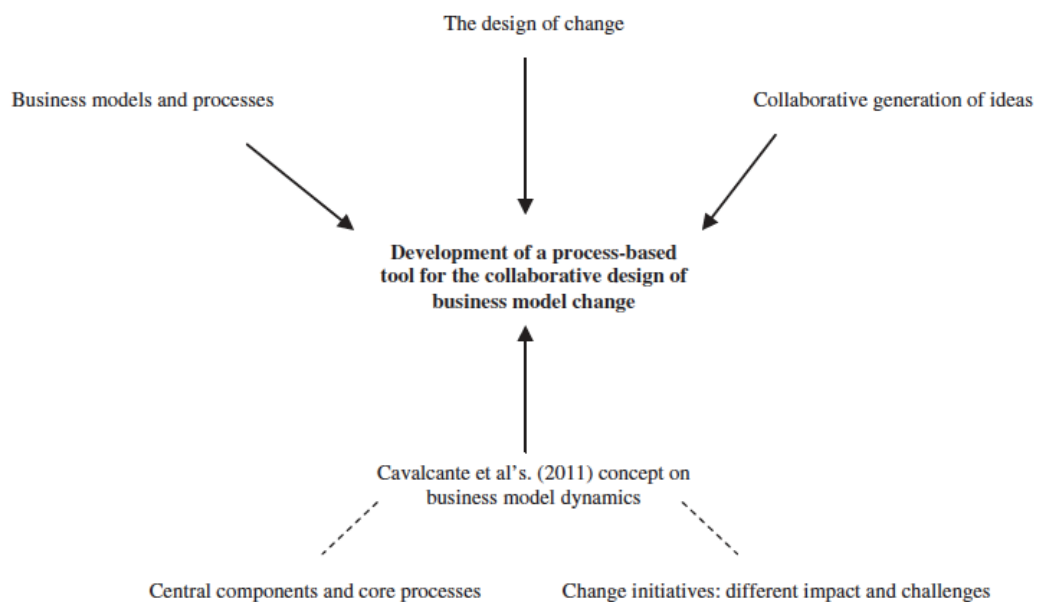 The design of change
Business models and processes
Collaborative generation of ideas
Development of a process-based
tool for the collaborative design of
business model change
Cavalcante et al's. (2011) concept on
business model dynamics
Central components and core processes
Change initiatives: different impact and challenges